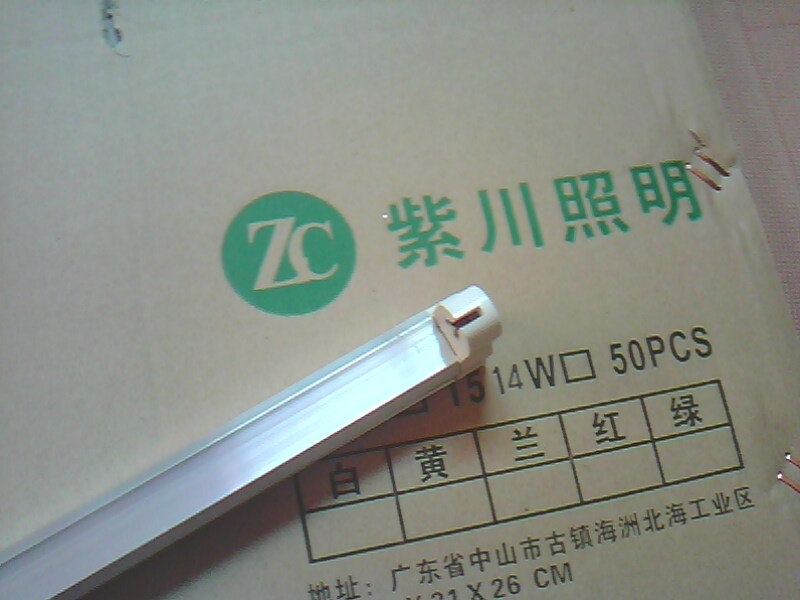 ZC 紫川照明
T5 14W□ 50PCS
白 黄 兰 红 绿
地址：广东省中山市古镇海洲北海工业区
X 21 X 26 CM